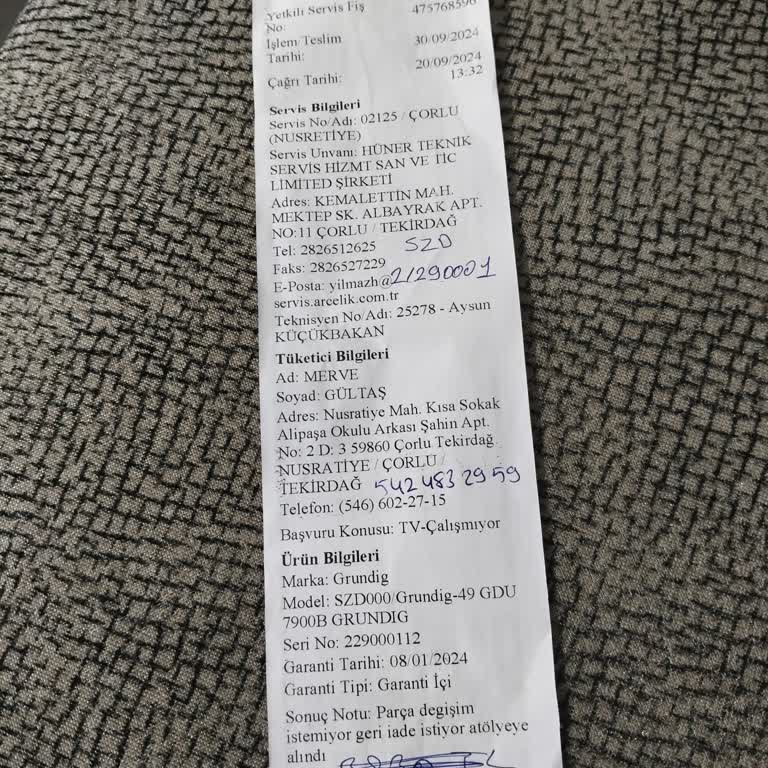 Yetkili Servis Fiş 475768590
No:
İşlem Teslim 30/09/2024
Tarihi:
Çağrı Tarihi: 20/09/2024
13:32
Servis Bilgileri
Servis No/Adı: 02125 / ÇORLU
(NUSRETİYE)
Servis Unvanı: HÜNER TEKNİK
SERVİS HİZMT SAN VE TİC
LİMİTED ŞİRKETİ
Adres: KEMALETTİN MAH.
MEKTEP SK. ALBAYRAK APT.
NO:11 ÇORLU / TEKİRDAĞ
Tel: 2826512625 SZD
Faks: 2826527229
E-Posta: yilmazh@ 21290001
servis.arcelik.com.tr
Teknisyen No/Adı: 25278 - Aysun
KÜÇÜKBAKAN
Tüketici Bilgileri
Ad: MERVE
Soyad: GÜLTAŞ
Adres: Nusratiye Mah. Kısa Sokak
Alipaşa Okulu Arkası Şahin Apt.
No: 2 D: 3 59860 Çorlu Tekirdağ
NUSRATİYE / ÇORLU /
TEKİRDAĞ 542 483 29 59
Telefon: (546) 602-27-15
Başvuru Konusu: TV-Çalışmıyor
Ürün Bilgileri
Marka: Grundig
Model: SZD000/Grundig-49 GDU
7900B GRUNDIG
Seri No: 229000112
Garanti Tarihi: 08/01/2024
Garanti Tipi: Garanti İçi
Sonuç Notu: Parça degişim
istemiyor geri iade istiyor atölyeye
alındı